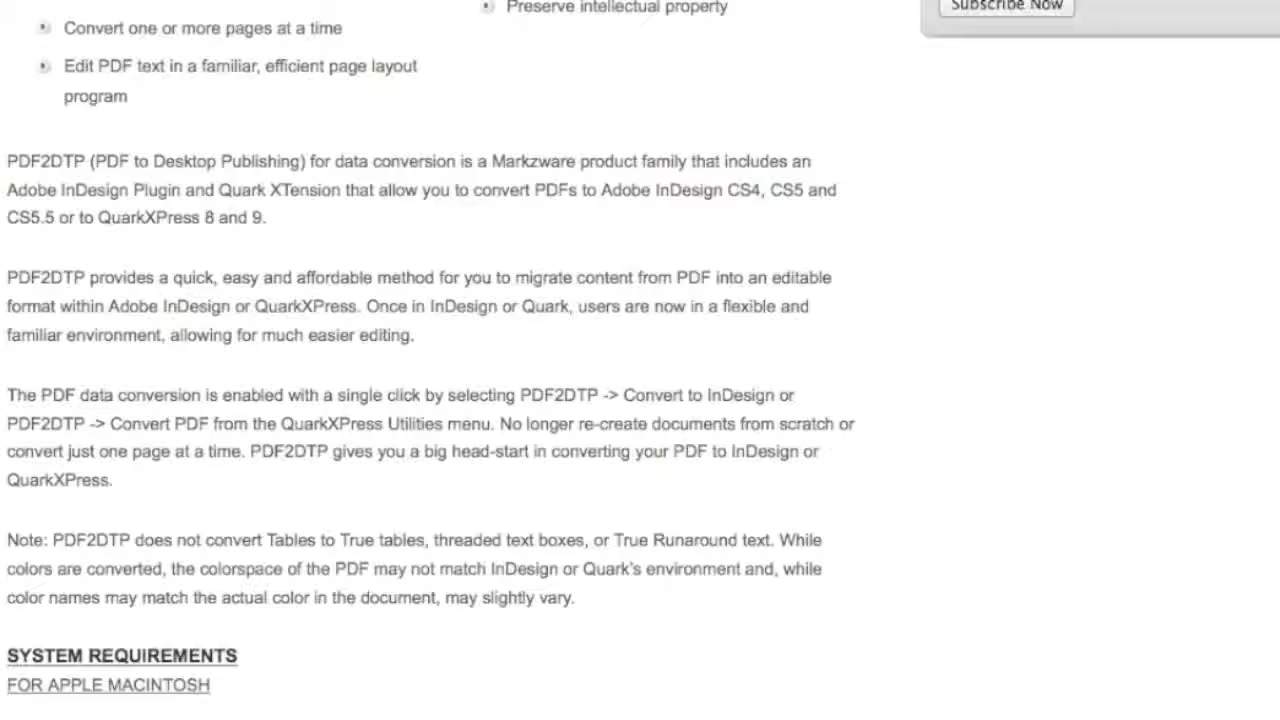 Preserve intellectual property
Subscribe Now
Convert one or more pages at a time
Edit PDF text in a familiar, efficient page layout
program
PDF2DTP (PDF to Desktop Publishing) for data conversion is a Markzware product family that includes an
Adobe InDesign Plugin and Quark XTension that allow you to convert PDFs to Adobe InDesign CS4, CS5 and
CS5.5 or to QuarkXPress 8 and 9.
PDF2DTP provides a quick, easy and affordable method for you to migrate content from PDF into an editable
format within Adobe InDesign or QuarkXPress. Once in InDesign or Quark, users are now in a flexible and
familiar environment, allowing for much easier editing.
The PDF data conversion is enabled with a single click by selecting PDF2DTP -> Convert to InDesign or
PDF2DTP -> Convert PDF from the QuarkXPress Utilities menu. No longer re-create documents from scratch or
convert just one page at a time. PDF2DTP gives you a big head-start in converting your PDF to InDesign or
QuarkXPress.
Note: PDF2DTP does not convert Tables to True tables, threaded text boxes, or True Runaround text. While
colors are converted, the colorspace of the PDF may not match InDesign or Quark's environment and, while
color names may match the actual color in the document, may slightly vary.
SYSTEM REQUIREMENTS
FOR APPLE MACINTOSH